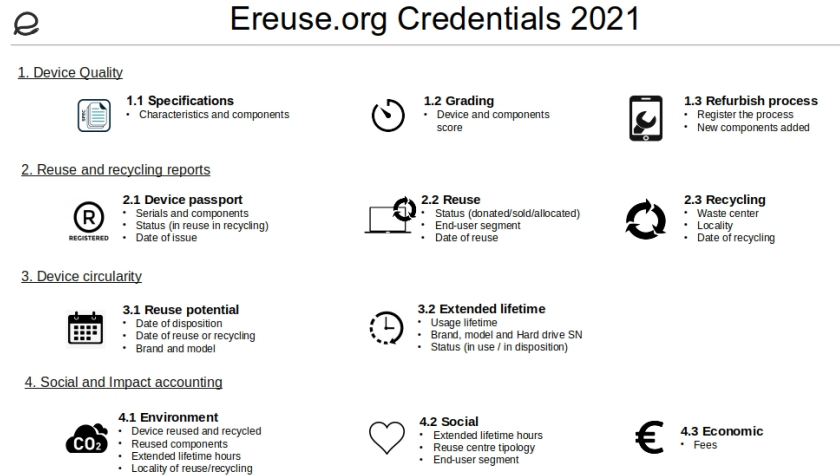 Ereuse.org Credentials 2021
1. Device Quality
1.1 Specifications
• Characteristics and components
SPEC
1.2 Grading
• Device and components
score
1.3 Refurbish process
• Register the process
• New components added
2. Reuse and recycling reports
R
REGISTERED
2.1 Device passport
• Serials and components
• Status (in reuse in recycling)
• Date of issue
2.2 Reuse
• Status (donated/sold/allocated)
• End-user segment
• Date of reuse
2.3 Recycling
• Waste center
• Locality
• Date of recycling
3. Device circularity
3.1 Reuse potential
• Date of disposition
• Date of reuse or recycling
• Brand and model
3.2 Extended lifetime
• Usage lifetime
• Brand, model and Hard drive SN
• Status (in use / in disposition)
4. Social and Impact accounting
CO₂
4.1 Environment
• Device reused and recycled
• Reused components
• Extended lifetime hours
• Locality of reuse/recycling
4.2 Social
• Extended lifetime hours
• Reuse centre tipology
• End-user segment
€
4.3 Economic
• Fees